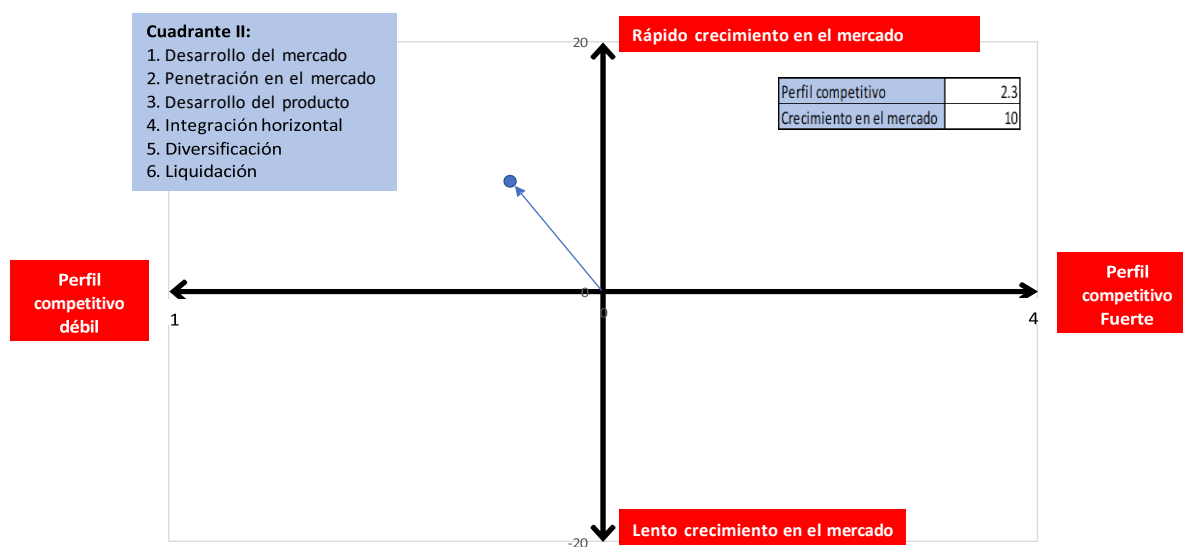 Cuadrante II:
1. Desarrollo del mercado
2. Penetración en el mercado
3. Desarrollo del producto
4. Integración horizontal
5. Diversificación
6. Liquidación
20
Rápido crecimiento en el mercado
Perfil competitivo 2.3
Crecimiento en el mercado 10
Perfil
competitivo
débil
0
Perfil
competitivo
Fuerte
1
0
4
-20
Lento crecimiento en el mercado